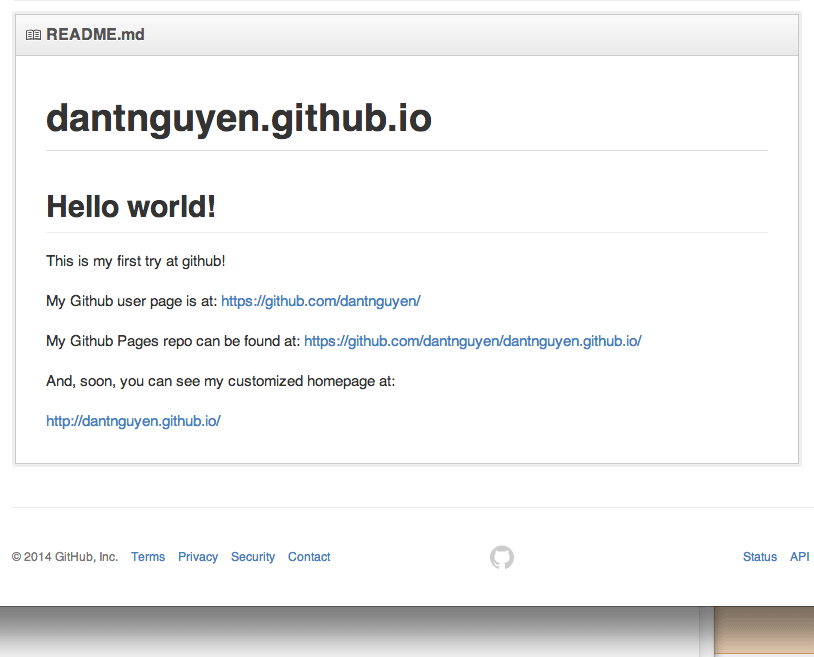 README.md
dantnguyen.github.io
Hello world!
This is my first try at github!
My Github user page is at: https://github.com/dantnguyen/
My Github Pages repo can be found at: https://github.com/dantnguyen/dantnguyen.github.io/
And, soon, you can see my customized homepage at:
http://dantnguyen.github.io/
© 2014 GitHub, Inc. Terms Privacy Security Contact Status API